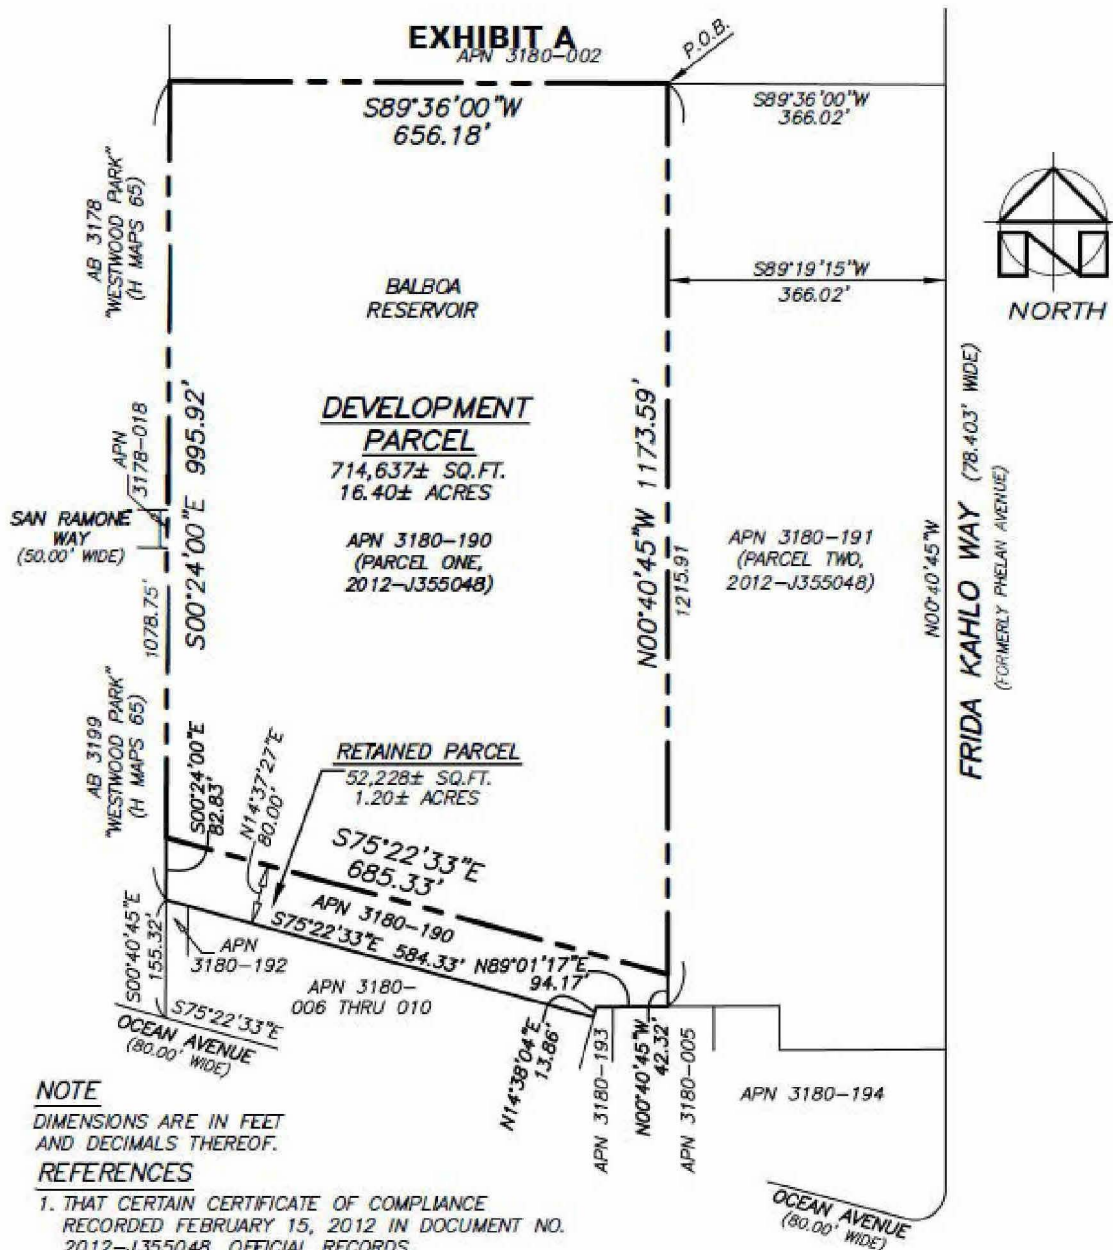 EXHIBIT A
APN 3180-002
P.O.B.
S89°36'00"W
656.18'
S89°36'00"W
366.02'
AB 3178
"WESTWOOD PARK"
(H MAPS 65)
BALBOA
RESERVOIR
S89°19'15"W
366.02'
NORTH
DEVELOPMENT
PARCEL
714,637± SQ.FT.
16.40± ACRES
APN 3180-190
(PARCEL ONE,
2012-J355048)
S00°24'00"E 995.92'
N00°40'45"W 1173.59'
1215.91
APN
3178-018
SAN RAMONE
WAY
(50.00' WIDE)
1078.75'
APN 3180-191
(PARCEL TWO,
2012-J355048)
N00°40'45"W
FRIDA KAHLO WAY (78.403' WIDE)
(FORMERLY PHELAN AVENUE)
AB 3199
"WESTWOOD PARK"
(H MAPS 65)
S00°24'00"E
82.83'
N14°37'27"E
80.00'
RETAINED PARCEL
52,228± SQ.FT.
1.20± ACRES
S75°22'33"E
685.33'
APN 3180-190
S75°22'33"E 584.33'
N89°01'17"E
94.17'
S00°40'45"E
155.32'
APN
3180-192
APN 3180-
006 THRU 010
S75°22'33"E
OCEAN AVENUE
(80.00' WIDE)
N14°38'04"E
13.86'
APN 3180-193
N00°40'45"W
42.32'
APN 3180-005
APN 3180-194
OCEAN AVENUE
(80.00' WIDE)
NOTE
DIMENSIONS ARE IN FEET
AND DECIMALS THEREOF.
REFERENCES
1. THAT CERTAIN CERTIFICATE OF COMPLIANCE
RECORDED FEBRUARY 15, 2012 IN DOCUMENT NO.
2012-J355048, OFFICIAL RECORDS